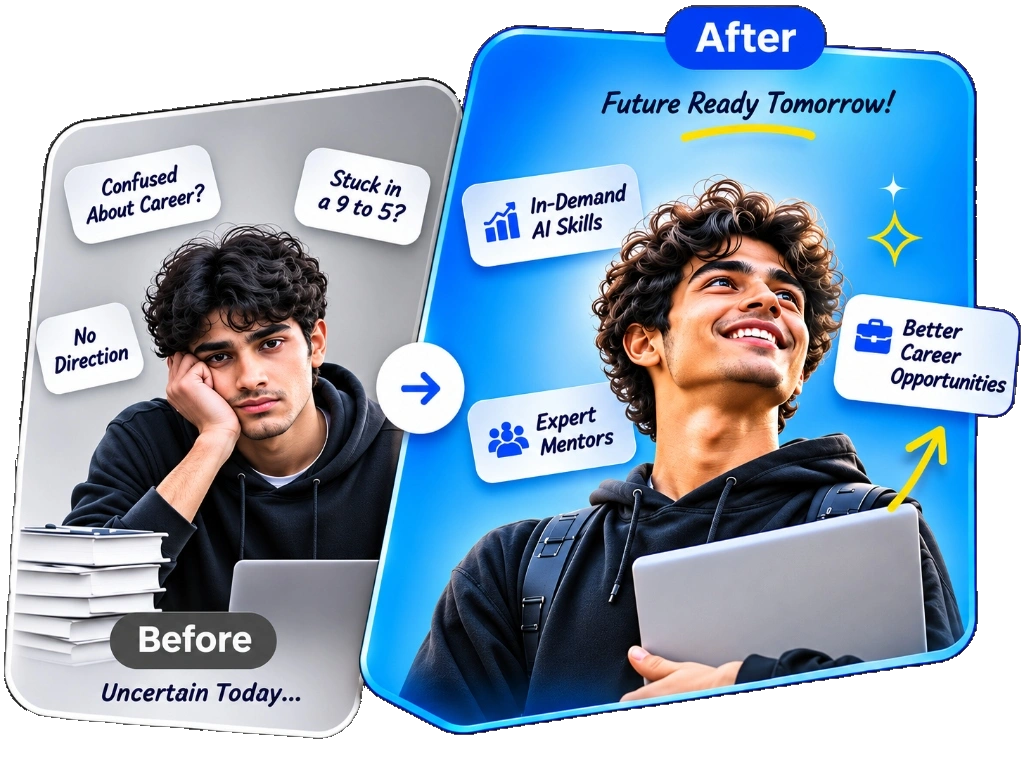 After
Future Ready Tomorrow!
Confused
About Career?
Stuck in
a 9 to 5?
In-Demand
AI Skills
No
Direction
Better
Career
Opportunities
Expert
Mentors
Before
Uncertain Today...